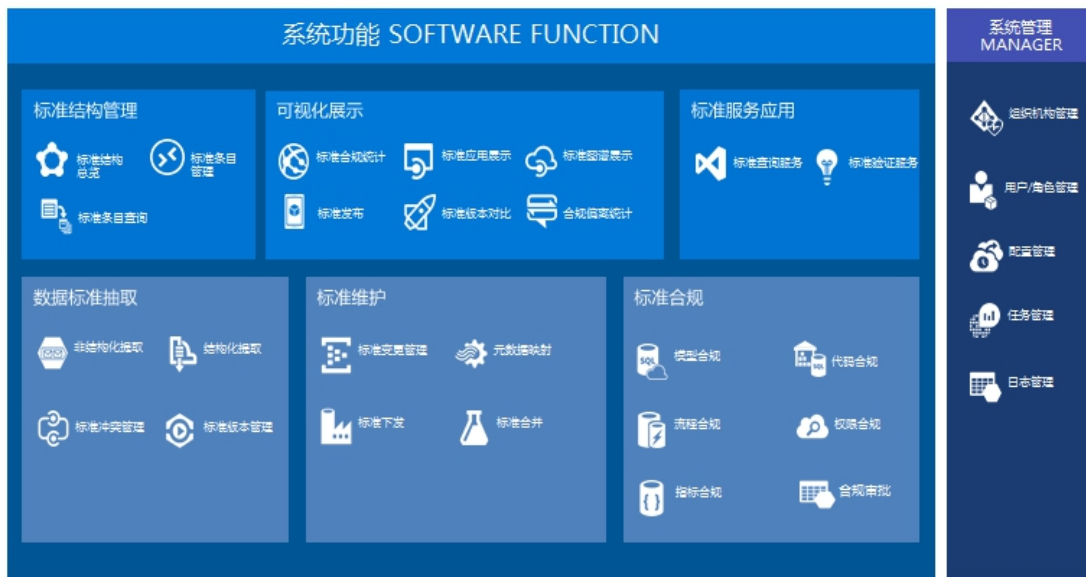 系统功能 SOFTWARE FUNCTION
标准结构管理
标准结构
总览
标准条目
管理
标准条目查询
可视化展示
标准合规统计
标准应用展示
标准图谱展示
标准发布
标准版本对比
合规偏离统计
标准服务应用
标准查询服务
标准验证服务
数据标准抽取
非结构化提取
结构化提取
标准冲突管理
标准版本管理
标准维护
标准变更管理
元数据映射
标准下发
标准合并
标准合规
SQL
模型合规
SQL
代码合规
流程合规
权限合规
指标合规
合规审批
系统管理
MANAGER
组织机构管理
用户/角色管理
配置管理
任务管理
日志管理